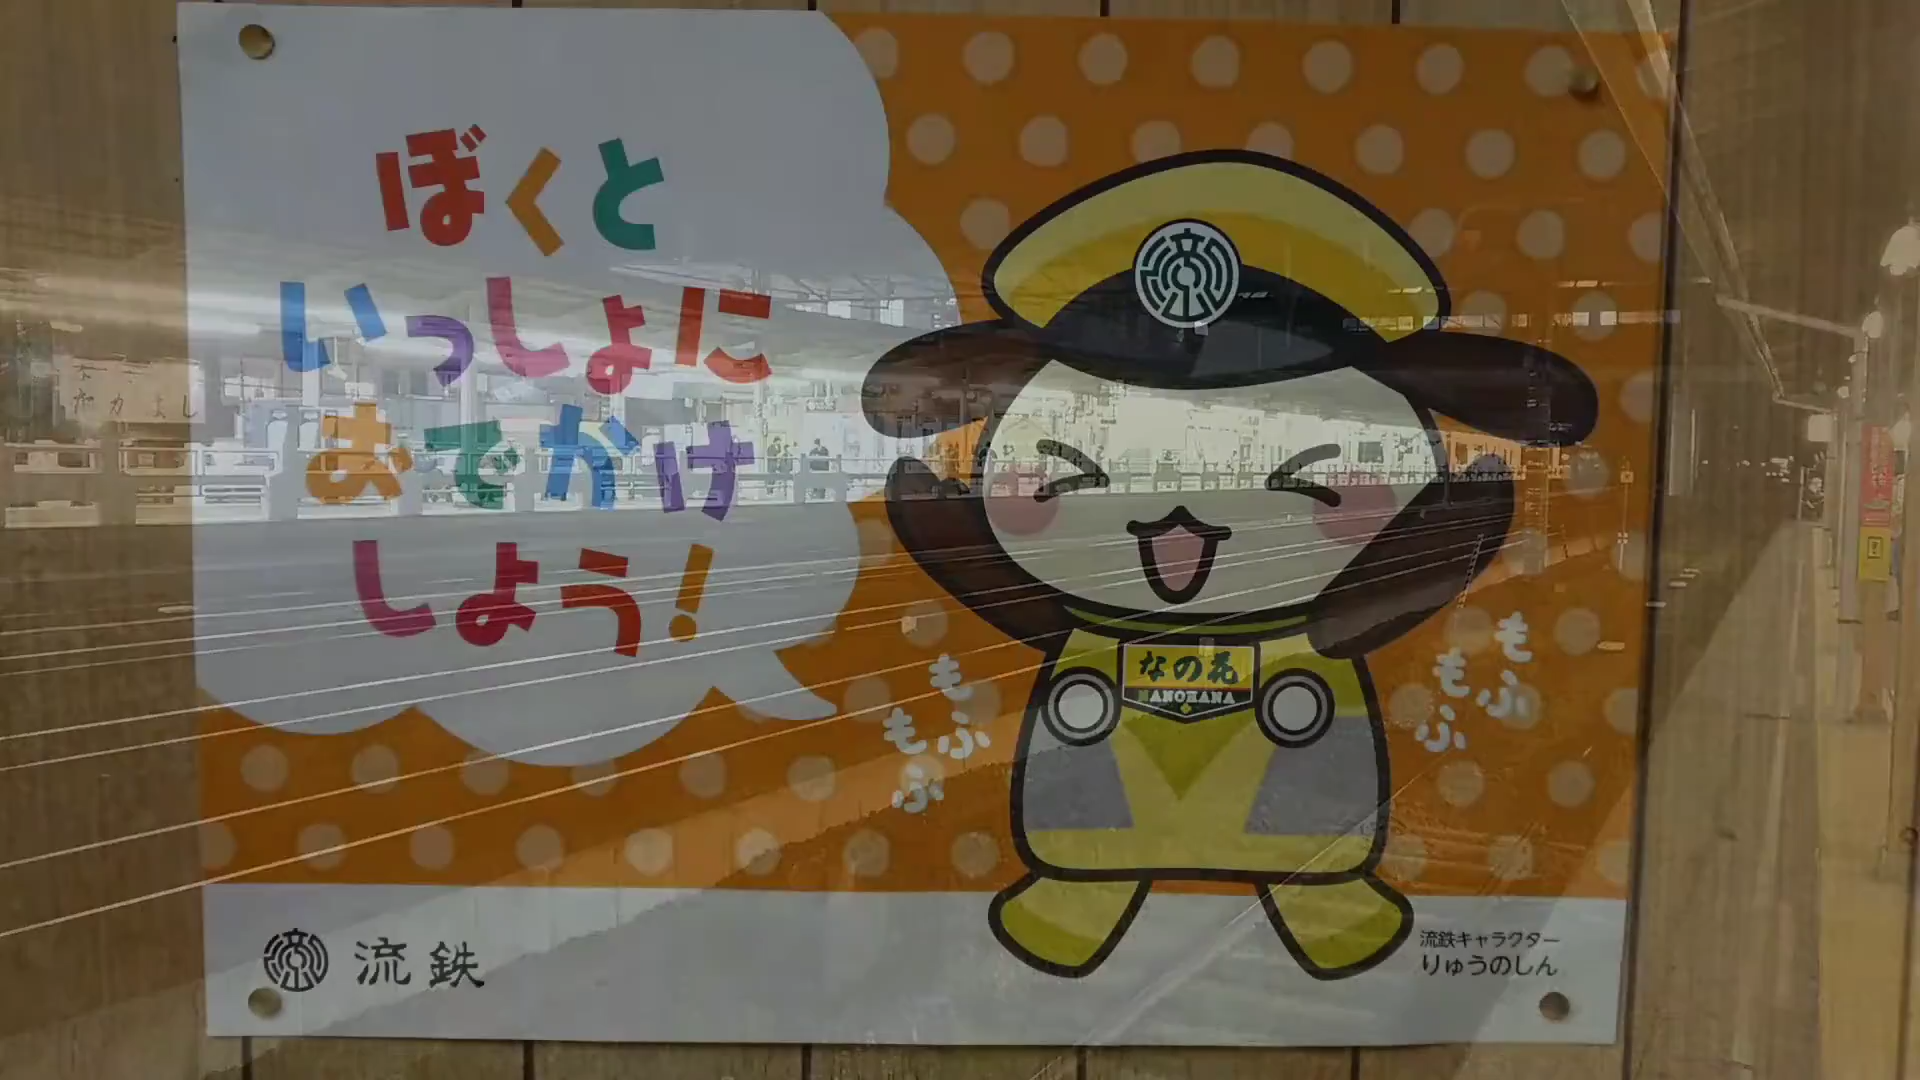 ぼくと
いっしょに
おでかけ
しよう!
なの花
NANOHANA
もふ
もふ
もふ
もふ
流鉄
流鉄キャラクター
りゅうのしん